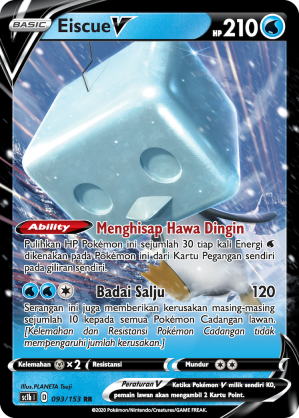 BASIC Eiscue V HP 210
Ability Menghisap Hawa Dingin
Pulihkan HP Pokémon ini sejumlah 30 tiap kali Energi
dikenakan pada Pokémon ini dari Kartu Pegangan sendiri
pada giliran sendiri.
Badai Salju 120
Serangan ini juga memberikan kerusakan masing-masing
sejumlah 10 kepada semua Pokémon Cadangan lawan.
[Kelemahan dan Resistansi Pokémon Cadangan tidak
mempengaruhi jumlah kerusakan.]
Kelemahan ×2 Resistansi Mundur
Illus. PLANETA Tsuji
sc1b I D 093/153 RR
Peraturan V Ketika Pokémon V milik sendiri KO,
pemain lawan akan mengambil 2 Kartu Point.
©2020 Pokémon/Nintendo/Creatures/GAME FREAK.